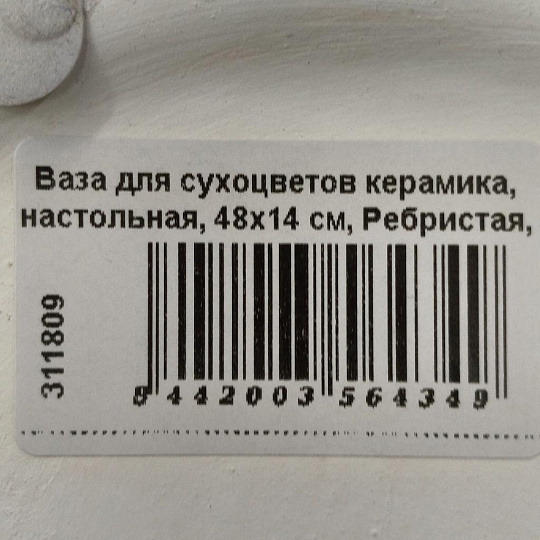 Ваза для сухоцветов керамика,
настольная, 48x14 см, Ребристая,
311809
8 442003 564349